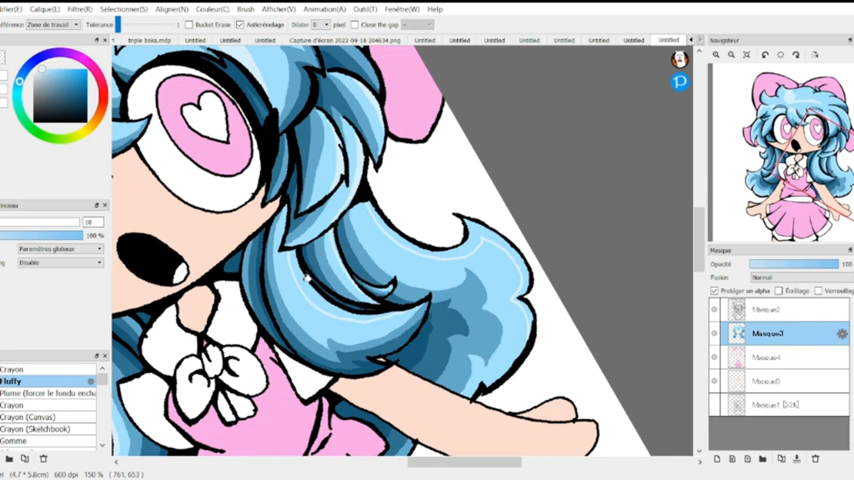 Calque(L) Filtre(R) Sélectionner(S) Aligner(N) Couleur(C) Brush Afficher(V) Animation(A) Outil(T) Fenêtre(W) Help
Zone de travail Tolerance 1 Bucket Erase Anticrénelage Dilater 0 pixel Close the gap
triple boka.mdp Untitled Untitled Capture d'écran 2022-09-18 204634.png Untitled Untitled Untitled Untitled Untitled Untitled Untitled
Navigateur
10
100 %
Paramètres globaux
Disable
Crayon
Fluffy
Plume (forcer le fondu encha
Crayon
Crayon (Canvas)
Crayon (Sketchbook)
Gomme
Masque
Opacité 100
Fusion Normal
Protéger un alpha Écrêtage Verrouillag
Masque2
Masque3
Masque4
Masque5
Masque1
(4.7 * 5.8cm) 600 dpi 150 % (761, 653)